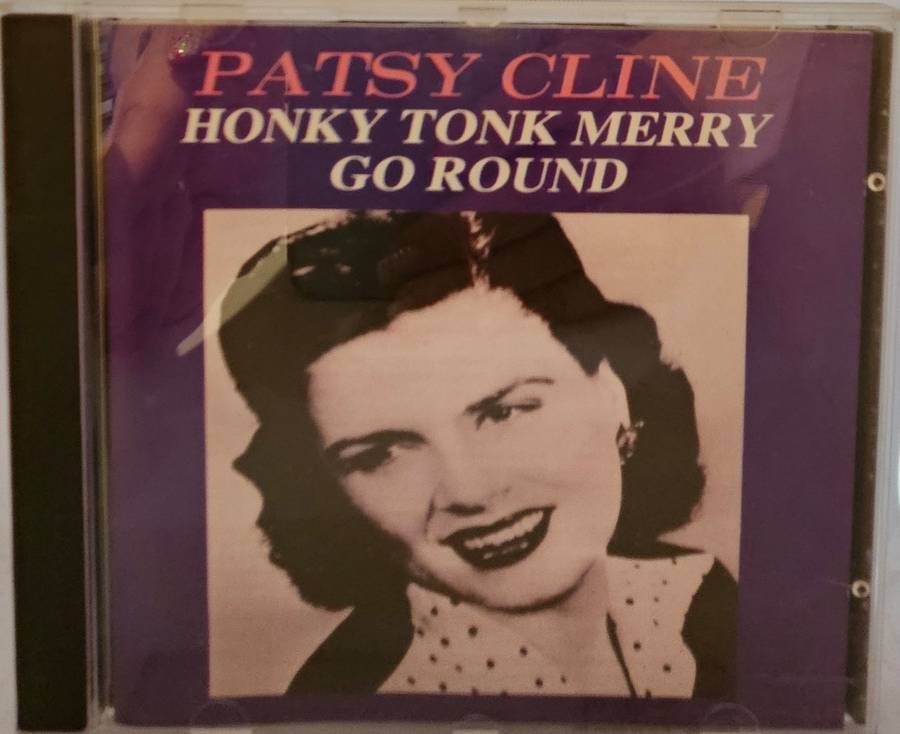 PATSY CLINE
HONKY TONK MERRY
GO ROUND